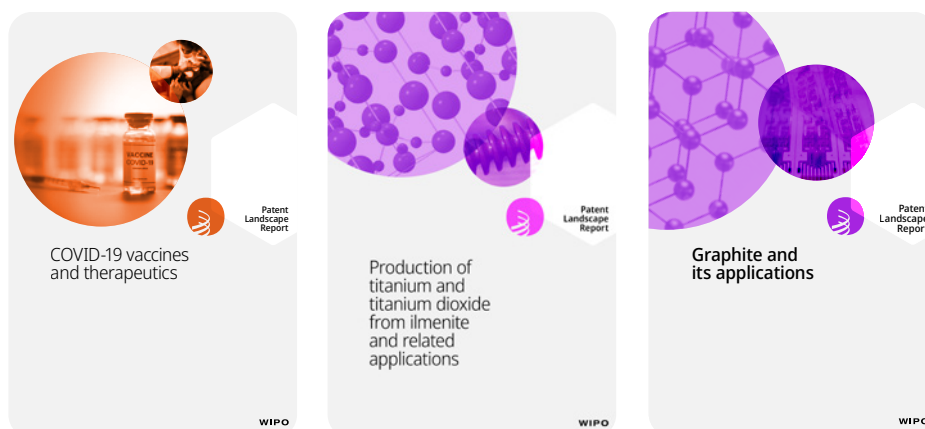 VACCINE
COVID-19
Patent
Landscape
Report
COVID-19 vaccines
and therapeutics
WIPO
Patent
Landscape
Report
Production of
titanium and
titanium dioxide
from ilmenite
and related
applications
WIPO
Patent
Landscape
Report
Graphite and
its applications
WIPO